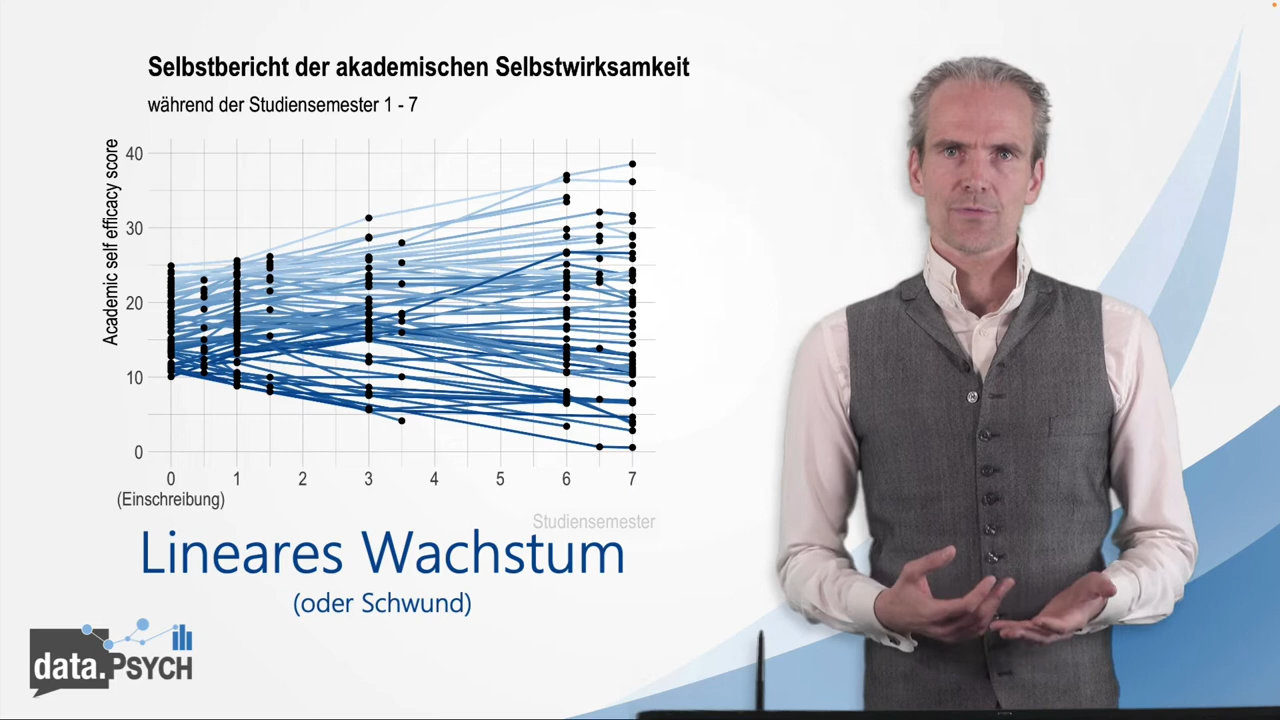 Selbstbericht der akademischen Selbstwirksamkeit
während der Studiensemester 1 - 7
Academic self efficacy score
40
30
20
10
0
0 1 2 3 4 5 6 7
(Einschreibung)
Studiensemester
Lineares Wachstum
(oder Schwund)
data.PSYCH